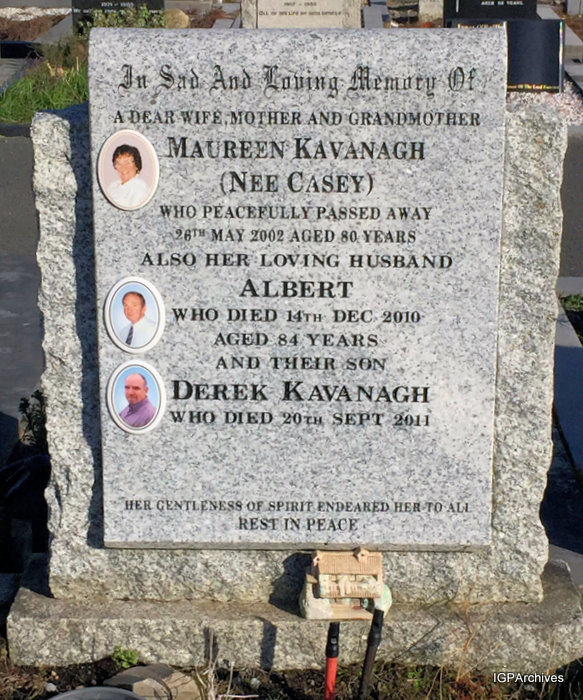 In Sad And Loving Memory Of
A DEAR WIFE, MOTHER AND GRANDMOTHER
MAUREEN KAVANAGH
(NEE CASEY)
WHO PEACEFULLY PASSED AWAY
26TH MAY 2002 AGED 80 YEARS
ALSO HER LOVING HUSBAND
ALBERT
WHO DIED 14TH DEC 2010
AGED 84 YEARS
AND THEIR SON
DEREK KAVANAGH
WHO DIED 20TH SEPT 2011
HER GENTLENESS OF SPIRIT ENDEARED HER TO ALL
REST IN PEACE
IGPArchives